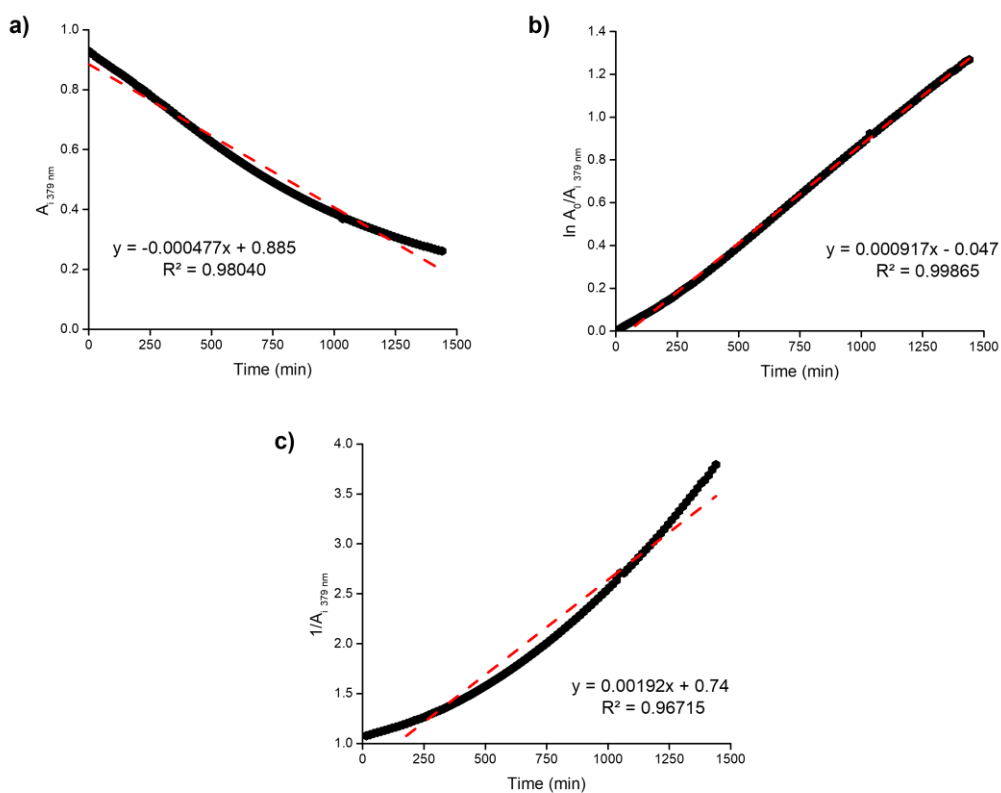 a)
1.0
0.8
0.6
0.4
0.2
0.0
A i 379 nm
y = -0.000477x + 0.885
R² = 0.98040
0 250 500 750 1000 1250 1500
Time (min)
b)
1.4
1.2
1.0
0.8
0.6
0.4
0.2
0.0
ln A0/A i 379 nm
y = 0.000917x - 0.047
R² = 0.99865
0 250 500 750 1000 1250 1500
Time (min)
c)
4.0
3.5
3.0
2.5
2.0
1.5
1.0
1/A i 379 nm
y = 0.00192x + 0.74
R² = 0.96715
0 250 500 750 1000 1250 1500
Time (min)